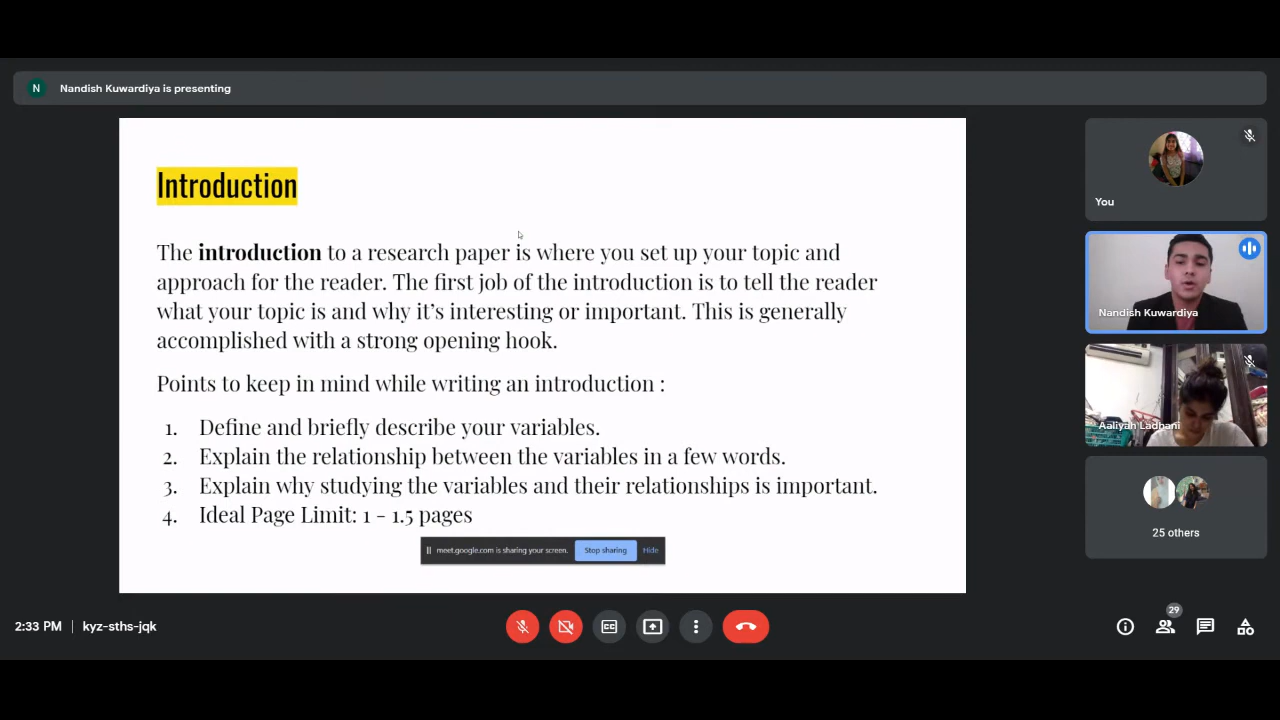 N Nandish Kuwardiya is presenting
Introduction
The introduction to a research paper is where you set up your topic and
approach for the reader. The first job of the introduction is to tell the reader
what your topic is and why it’s interesting or important. This is generally
accomplished with a strong opening hook.
Points to keep in mind while writing an introduction :
1. Define and briefly describe your variables.
2. Explain the relationship between the variables in a few words.
3. Explain why studying the variables and their relationships is important.
4. Ideal Page Limit: 1 - 1.5 pages
meet.google.com is sharing your screen. Stop sharing Hide
You
Nandish Kuwardiya
Aaliyah Ladhani
25 others
2:33 PM | kyz-sths-jqk
CC
29